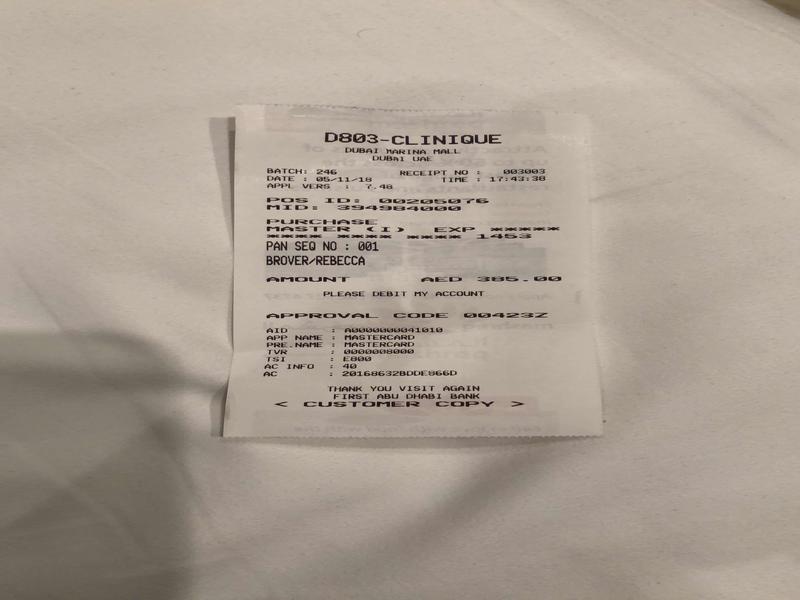 D803-CLINIQUE
DUBAI MARINA MALL
DUBAI UAE
BATCH: 246 RECEIPT NO : 003003
DATE : 05/11/18 TIME : 17:43:38
APPL VERS : 7.48
POS ID: 00205076
MID: 394984000
PURCHASE
MASTER (I) EXP *****
**** **** **** 1453
PAN SEQ NO : 001
BROVER/REBECCA
AMOUNT AED 385.00
PLEASE DEBIT MY ACCOUNT
APPROVAL CODE 00423Z
AID : A0000000041010
APP NAME : MASTERCARD
PRE.NAME : MASTERCARD
TVR : 0000008000
TSI : E800
AC INFO : 40
AC : 20168632BDDE866D
THANK YOU VISIT AGAIN
FIRST ABU DHABI BANK
< CUSTOMER COPY >